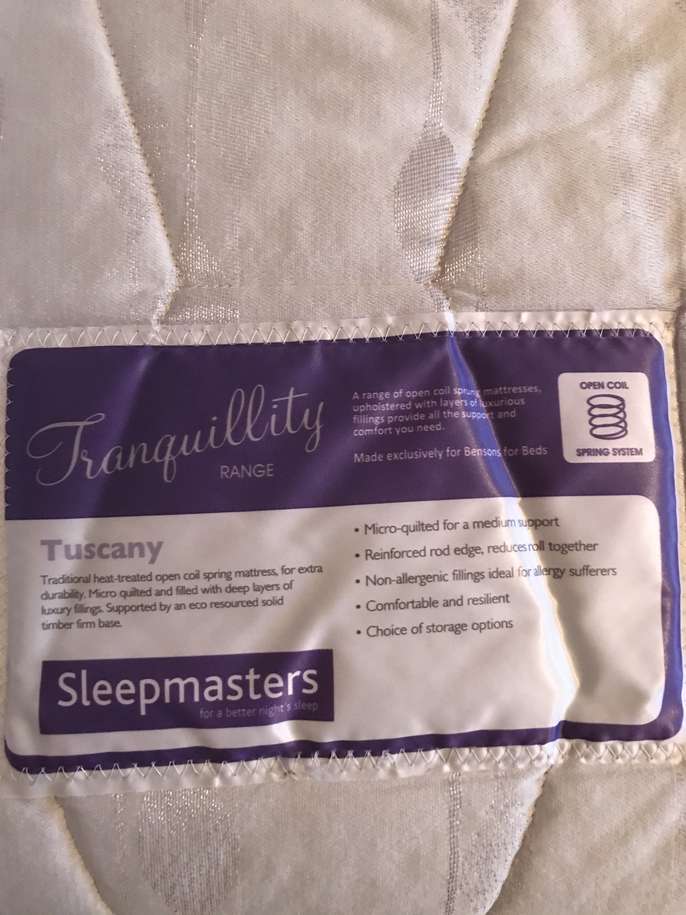 Tranquillity
RANGE
A range of open coil sprung mattresses,
upholstered with layers of luxurious
fillings provide all the support and
comfort you need.
Made exclusively for Bensons for Beds
OPEN COIL
SPRING SYSTEM
Tuscany
Traditional heat-treated open coil spring mattress, for extra
durability. Micro quilted and filled with deep layers of
luxury fillings. Supported by an eco resourced solid
timber firm base.
• Micro-quilted for a medium support
• Reinforced rod edge, reduces roll together
• Non-allergenic fillings ideal for allergy sufferers
• Comfortable and resilient
• Choice of storage options
Sleepmasters
for a better night's sleep